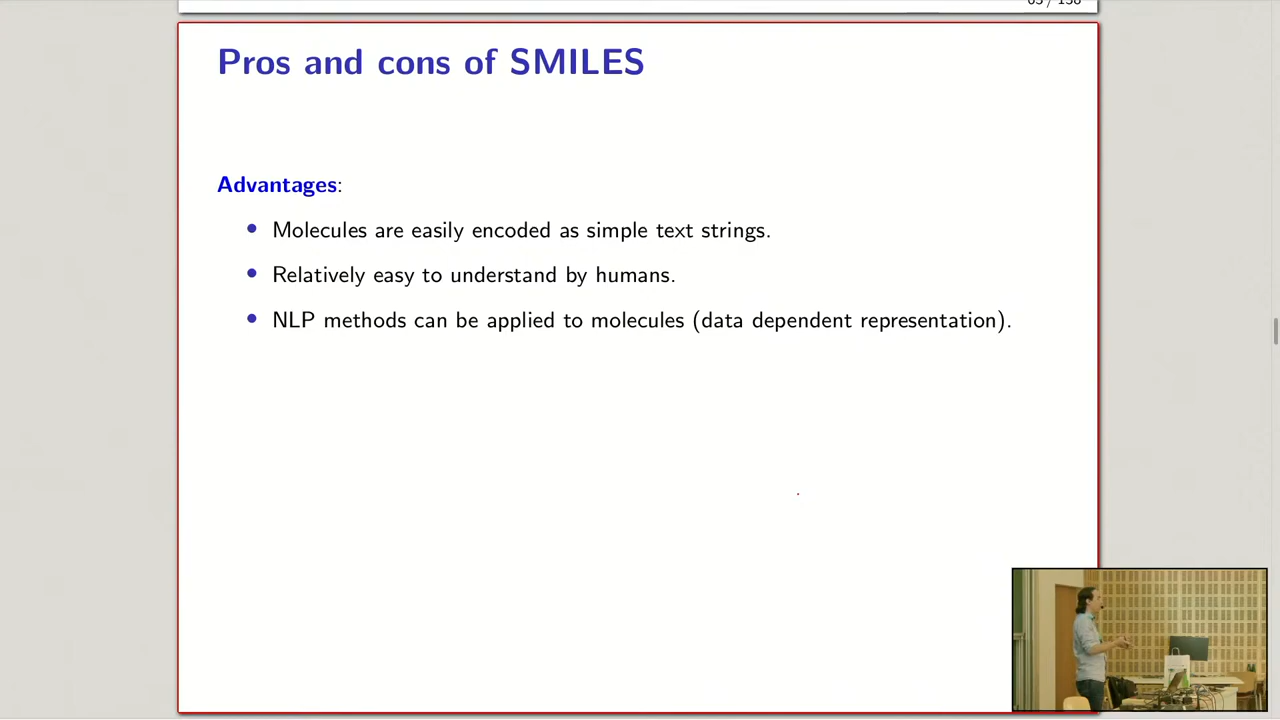 Pros and cons of SMILES
Advantages:
• Molecules are easily encoded as simple text strings.
• Relatively easy to understand by humans.
• NLP methods can be applied to molecules (data dependent representation).